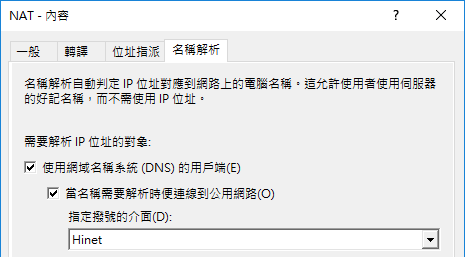 NAT - 內容
一般 轉譯 位址指派 名稱解析
名稱解析自動判定 IP 位址對應到網路上的電腦名稱。這允許使用者使用伺服器
的好記名稱，而不需使用 IP 位址。
需要解析 IP 位址的對象:
使用網域名稱系統 (DNS) 的用戶端(E)
當名稱需要解析時便連線到公用網路(O)
指定撥號的介面(D):
Hinet